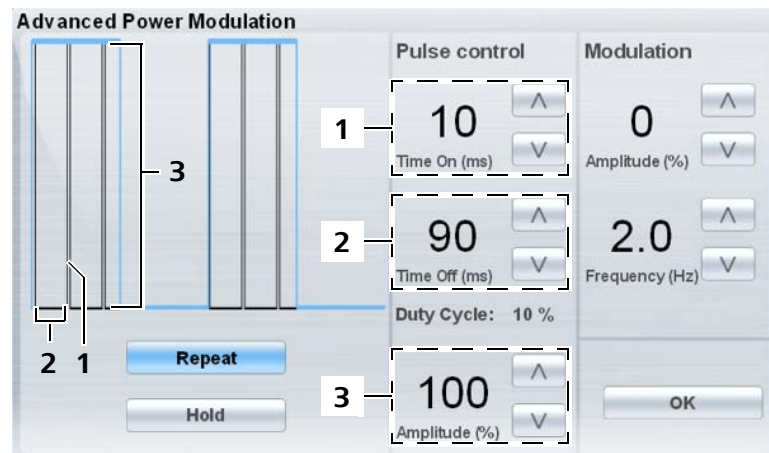 Advanced Power Modulation
3
2 1
Repeat
Hold
Pulse control
1
10
Time On (ms)
2
90
Time Off (ms)
Duty Cycle: 10 %
3
100
Amplitude (%)
Modulation
0
Amplitude (%)
2.0
Frequency (Hz)
OK